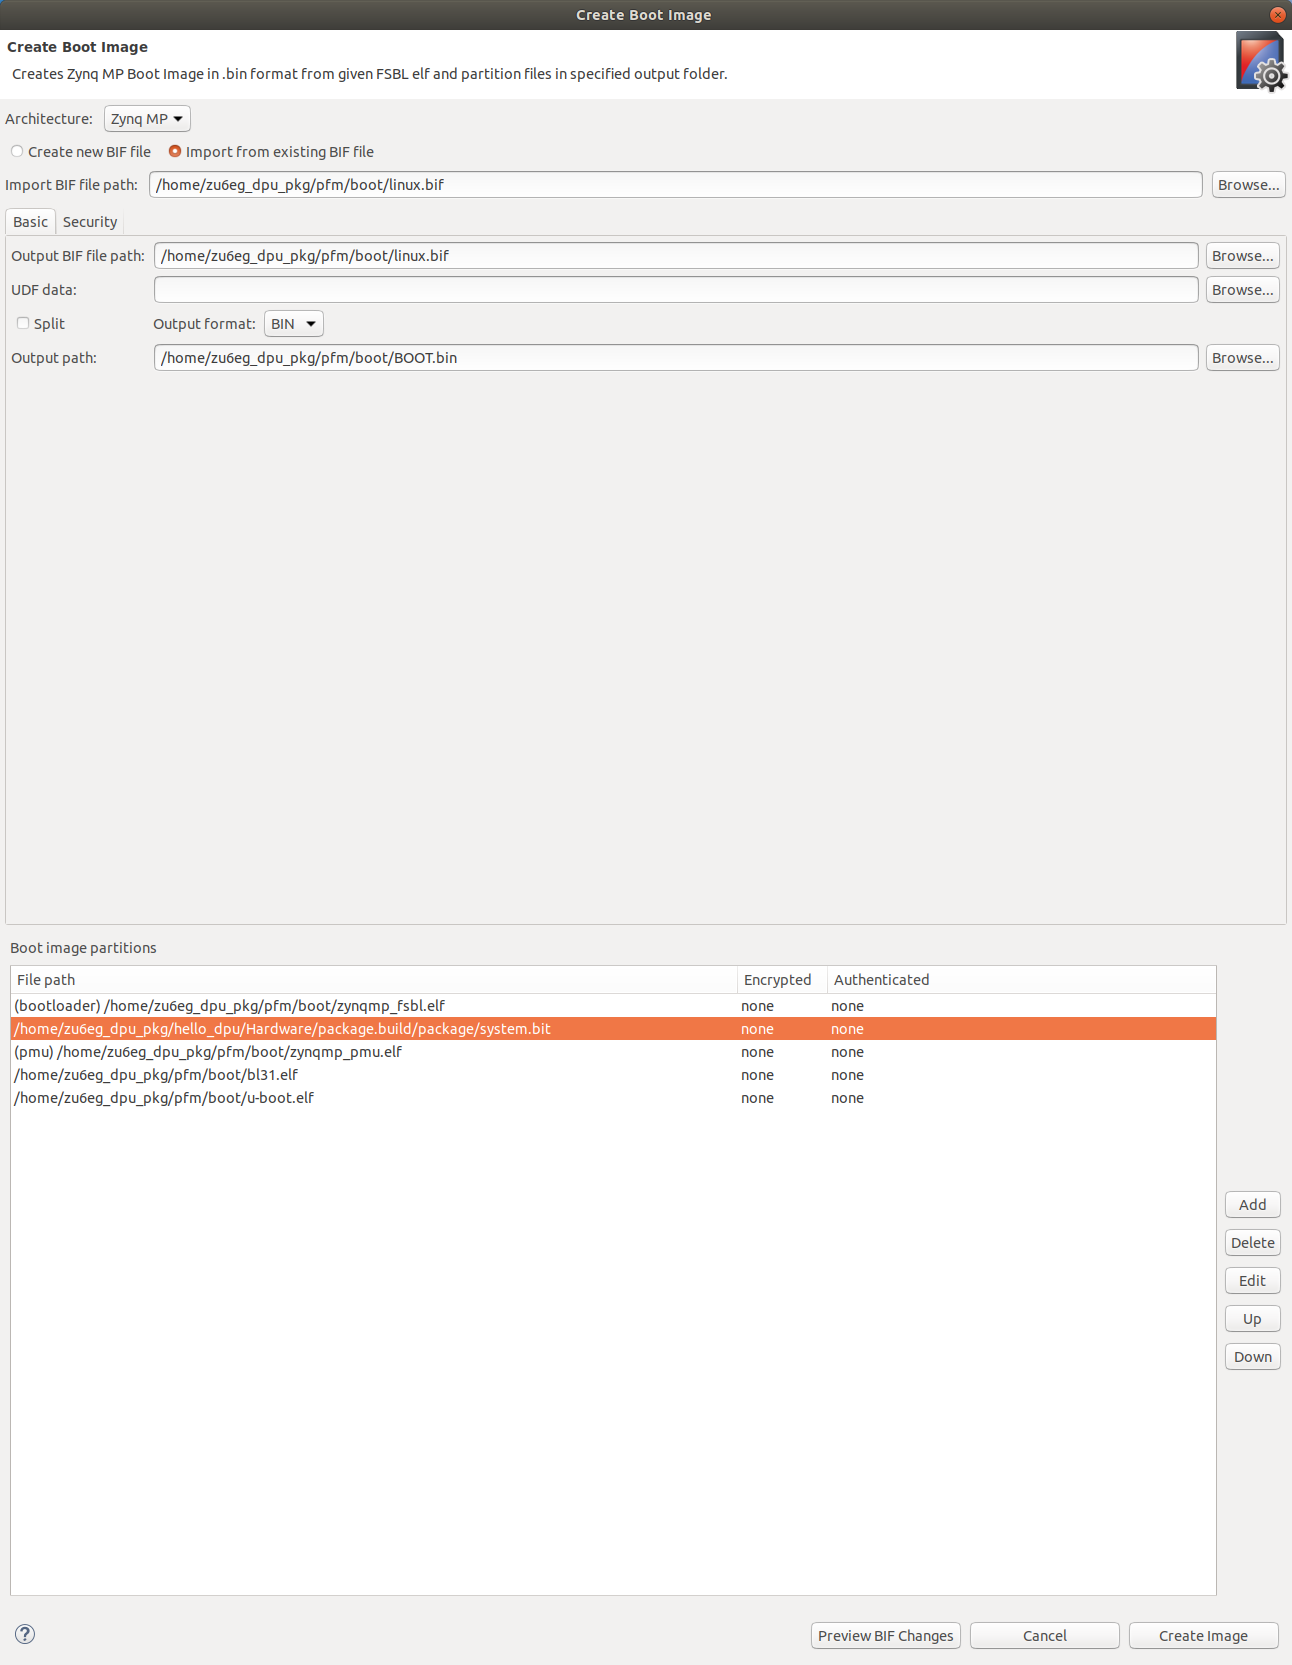 Create Boot Image
Create Boot Image
Creates Zynq MP Boot Image in .bin format from given FSBL elf and partition files in specified output folder.
Architecture: Zynq MP
Create new BIF file Import from existing BIF file
Import BIF file path: /home/zu6eg_dpu_pkg/pfm/boot/linux.bif Browse...
Basic Security
Output BIF file path: /home/zu6eg_dpu_pkg/pfm/boot/linux.bif Browse...
UDF data: Browse...
Split Output format: BIN
Output path: /home/zu6eg_dpu_pkg/pfm/boot/BOOT.bin Browse...
Boot image partitions
File path Encrypted Authenticated
(bootloader) /home/zu6eg_dpu_pkg/pfm/boot/zynqmp_fsbl.elf none none
/home/zu6eg_dpu_pkg/hello_dpu/Hardware/package.build/package/system.bit none none
(pmu) /home/zu6eg_dpu_pkg/pfm/boot/zynqmp_pmu.elf none none
/home/zu6eg_dpu_pkg/pfm/boot/bl31.elf none none
/home/zu6eg_dpu_pkg/pfm/boot/u-boot.elf none none
Add
Delete
Edit
Up
Down
? Preview BIF Changes Cancel Create Image